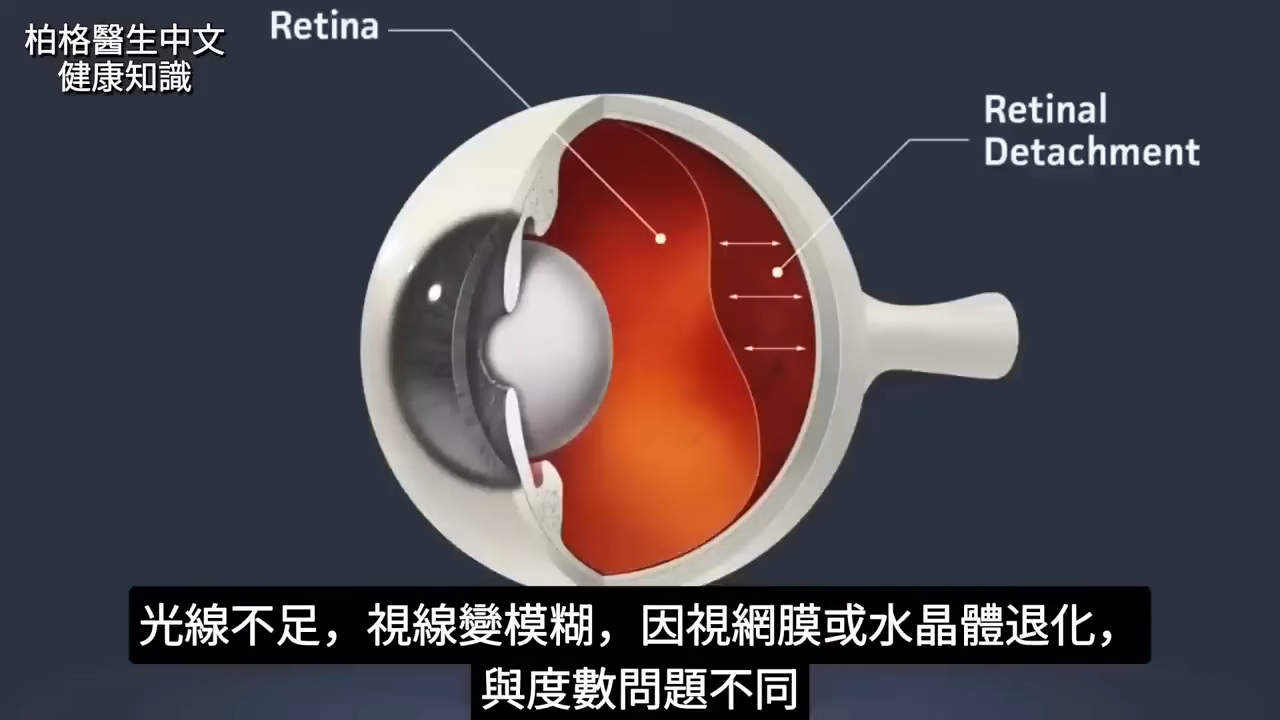 柏格醫生中文
健康知識
Retina
Retinal
Detachment
光線不足，視線變模糊，因視網膜或水晶體退化，
與度數問題不同